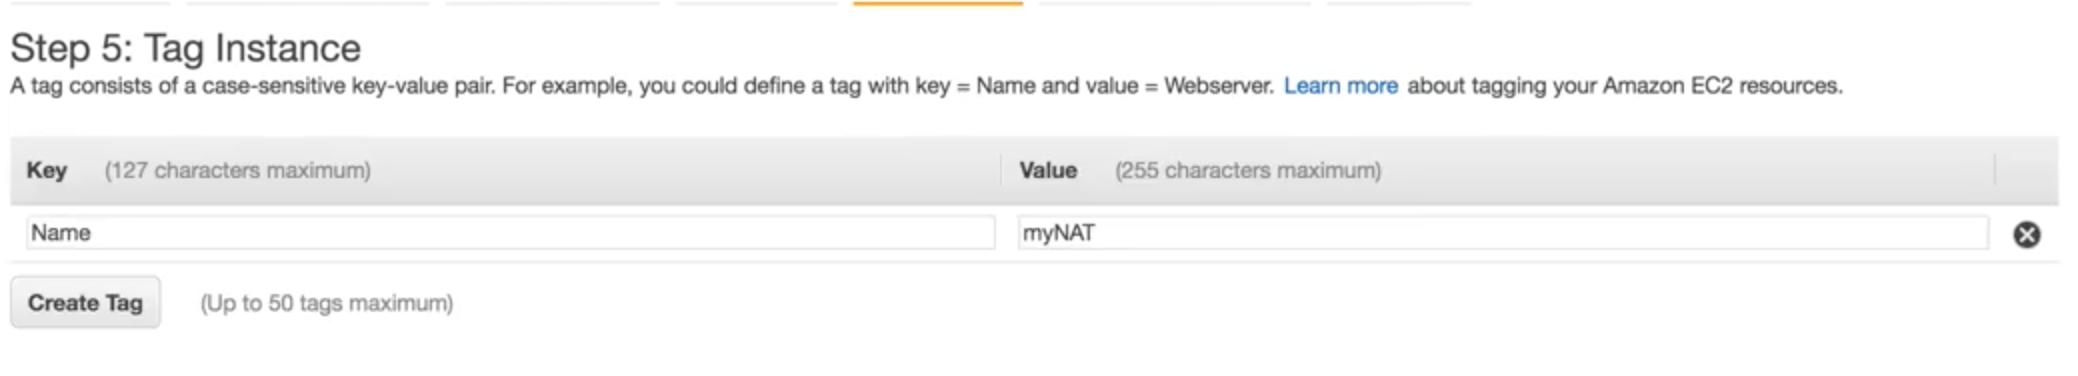 Step 5: Tag Instance
A tag consists of a case-sensitive key-value pair. For example, you could define a tag with key = Name and value = Webserver. Learn more about tagging your Amazon EC2 resources.
Key (127 characters maximum) Value (255 characters maximum)
Name myNAT
Create Tag (Up to 50 tags maximum)